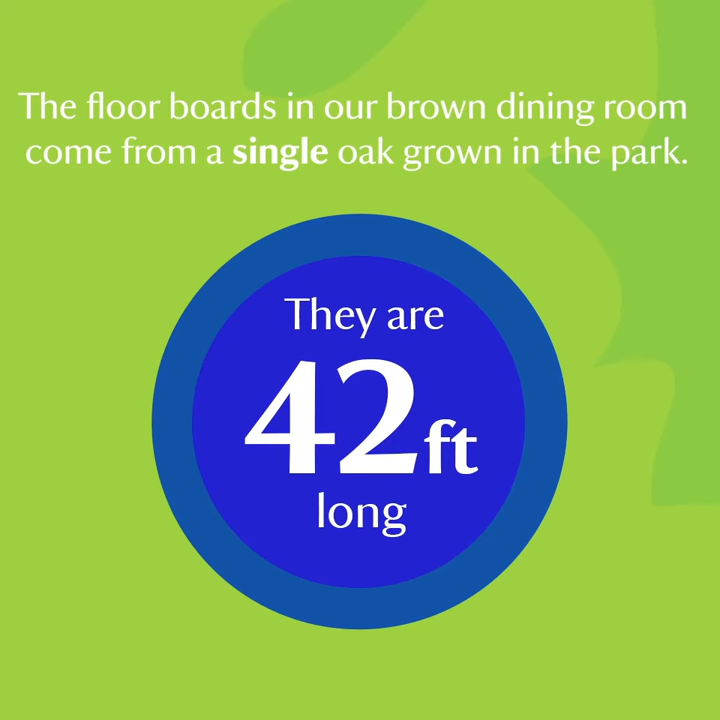 The floor boards in our brown dining room
come from a single oak grown in the park.
They are
42ft
long